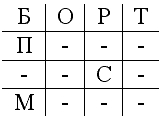 Б О Р Т
П - - -
- - С -
М - - -